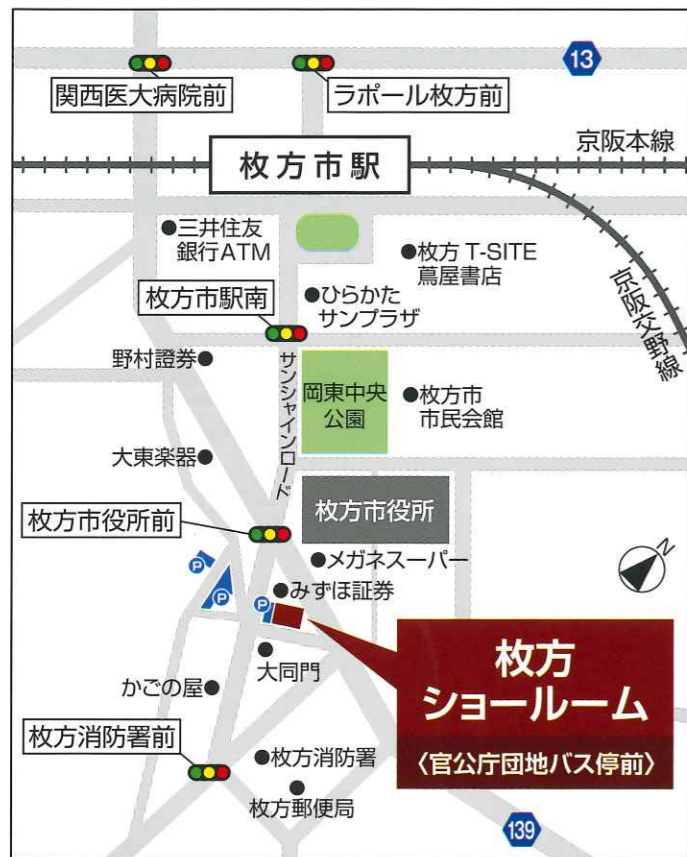 13
関西医大病院前
ラポール枚方前
京阪本線
枚方市駅
三井住友
銀行ATM
枚方 T-SITE
蔦屋書店
京阪交野線
ひらかた
サンプラザ
枚方市駅南
野村證券
サンシャインロード
岡東中央
公園
枚方市
市民会館
大東楽器
枚方市役所
枚方市役所前
メガネスーパー
N
P
みずほ証券
P
P
枚方
ショールーム
〈官公庁団地バス停前〉
大同門
かごの屋
枚方消防署前
枚方消防署
枚方郵便局
139